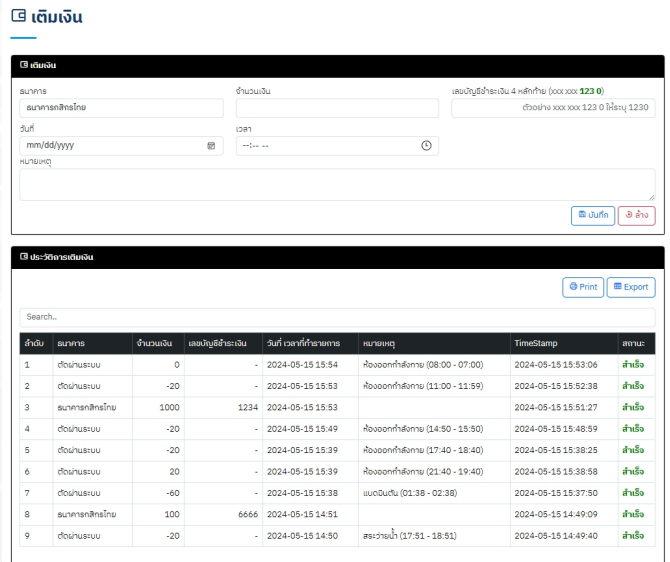 เติมเงิน
เติมเงิน
ธนาคาร จำนวนเงิน เลขบัญชีชำระเงิน 4 หลักท้าย (xxx xxx 123 0)
ธนาคารกสิกรไทย ตัวอย่าง xxx xxx 123 0 ให้ระบุ 1230
วันที่ เวลา
mm/dd/yyyy --:-- --
หมายเหตุ
บันทึก ล้าง
ประวัติการเติมเงิน
Print Export
Search..
ลำดับ ธนาคาร จำนวนเงิน เลขบัญชีชำระเงิน วันที่ เวลาที่ทำรายการ หมายเหตุ TimeStamp สถานะ
1 ตัดผ่านระบบ 0 - 2024-05-15 15:54 ห้องออกกำลังกาย (08:00 - 07:00) 2024-05-15 15:53:06 สำเร็จ
2 ตัดผ่านระบบ -20 - 2024-05-15 15:53 ห้องออกกำลังกาย (11:00 - 11:59) 2024-05-15 15:52:38 สำเร็จ
3 ธนาคารกสิกรไทย 1000 1234 2024-05-15 15:53 2024-05-15 15:51:27 สำเร็จ
4 ตัดผ่านระบบ -20 - 2024-05-15 15:49 ห้องออกกำลังกาย (14:50 - 15:50) 2024-05-15 15:48:59 สำเร็จ
5 ตัดผ่านระบบ -20 - 2024-05-15 15:39 ห้องออกกำลังกาย (17:40 - 18:40) 2024-05-15 15:38:25 สำเร็จ
6 ตัดผ่านระบบ 20 - 2024-05-15 15:39 ห้องออกกำลังกาย (21:40 - 19:40) 2024-05-15 15:38:58 สำเร็จ
7 ตัดผ่านระบบ -60 - 2024-05-15 15:38 แบดมินตัน (01:38 - 02:38) 2024-05-15 15:37:50 สำเร็จ
8 ธนาคารกสิกรไทย 100 6666 2024-05-15 14:51 2024-05-15 14:49:09 สำเร็จ
9 ตัดผ่านระบบ -20 - 2024-05-15 14:50 สระว่ายน้ำ (17:51 - 18:51) 2024-05-15 14:49:40 สำเร็จ